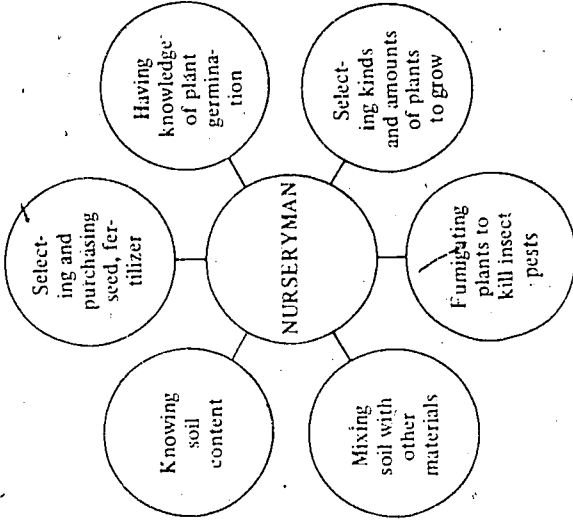 Select-
ing and
purchasing
seed, fer-
tilizer
Having
knowledge
of plant
germina-
tion
Select-
ing kinds
and amounts
of plants
to grow
Fumigating
plants to
kill insect
pests
Mixing
soil with
other
materials
Knowing
soil
content
NURSERYMAN